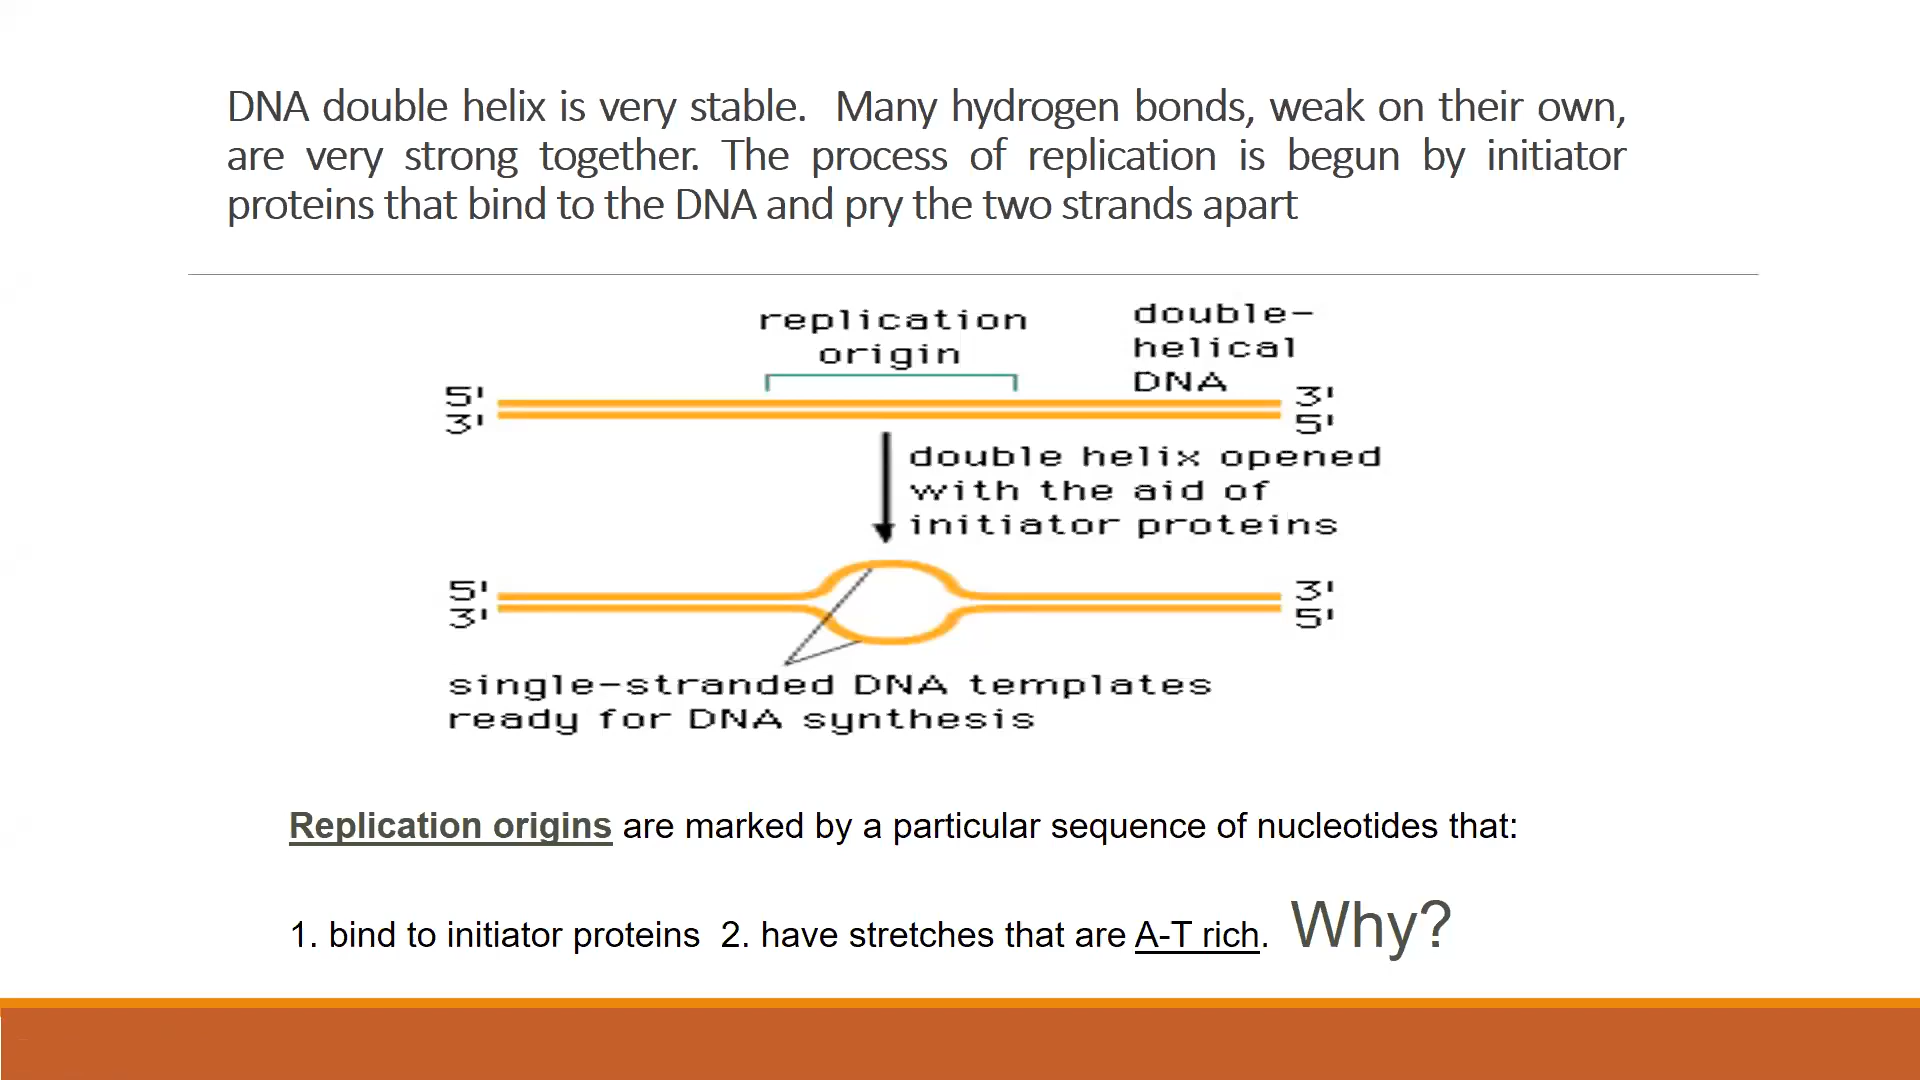 DNA double helix is very stable.  Many hydrogen bonds, weak on their own,
are very strong together. The process of replication is begun by initiator
proteins that bind to the DNA and pry the two strands apart
replication
origin
double-
helical
DNA
5' 3'
3' 5'
double helix opened
with the aid of
initiator proteins
5' 3'
3' 5'
single-stranded DNA templates
ready for DNA synthesis
Replication origins are marked by a particular sequence of nucleotides that:
1. bind to initiator proteins  2. have stretches that are A-T rich.  Why?